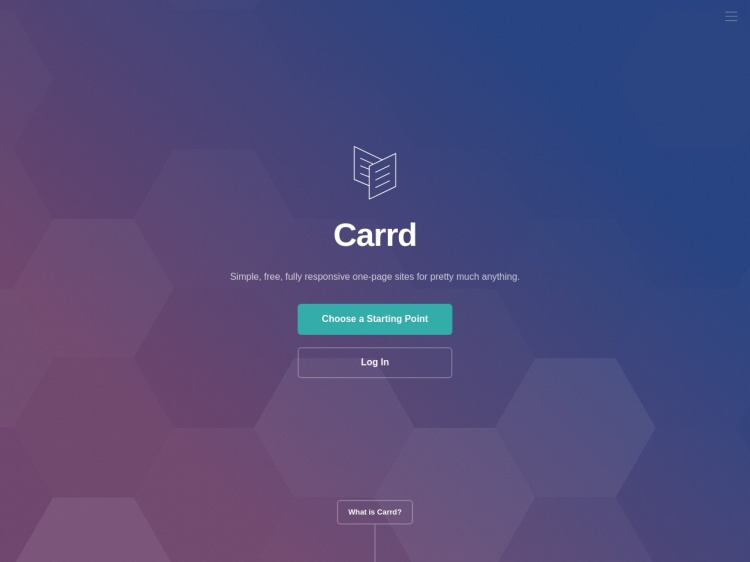 Carrd
Simple, free, fully responsive one-page sites for pretty much anything.
Choose a Starting Point
Log In
What is Carrd?